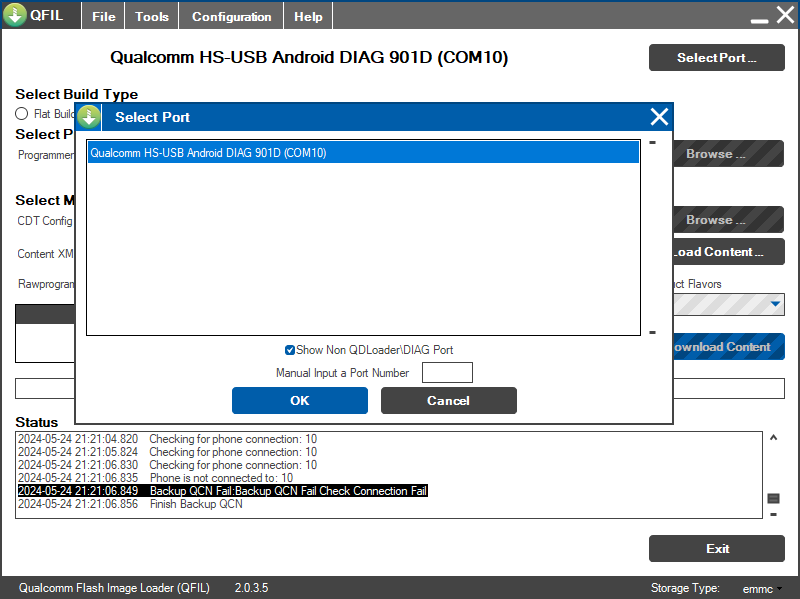 QFIL
File Tools Configuration Help
Qualcomm HS-USB Android DIAG 901D (COM10)
Select Port ...
Select Build Type
Flat Build
Select P
Programmer
Browse ...
Select M
CDT Config
Browse ...
Content XM
Load Content ...
Rawprogram
ct Flavors
ownload Content
Select Port
Qualcomm HS-USB Android DIAG 901D (COM10)
Show Non QDLoader\DIAG Port
Manual Input a Port Number
OK Cancel
Status
2024-05-24 21:21:04.820 Checking for phone connection: 10
2024-05-24 21:21:05.824 Checking for phone connection: 10
2024-05-24 21:21:06.830 Checking for phone connection: 10
2024-05-24 21:21:06.835 Phone is not connected to: 10
2024-05-24 21:21:06.849 Backup QCN Fail:Backup QCN Fail Check Connection Fail
2024-05-24 21:21:06.856 Finish Backup QCN
Exit
Qualcomm Flash Image Loader (QFIL) 2.0.3.5 Storage Type: emmc